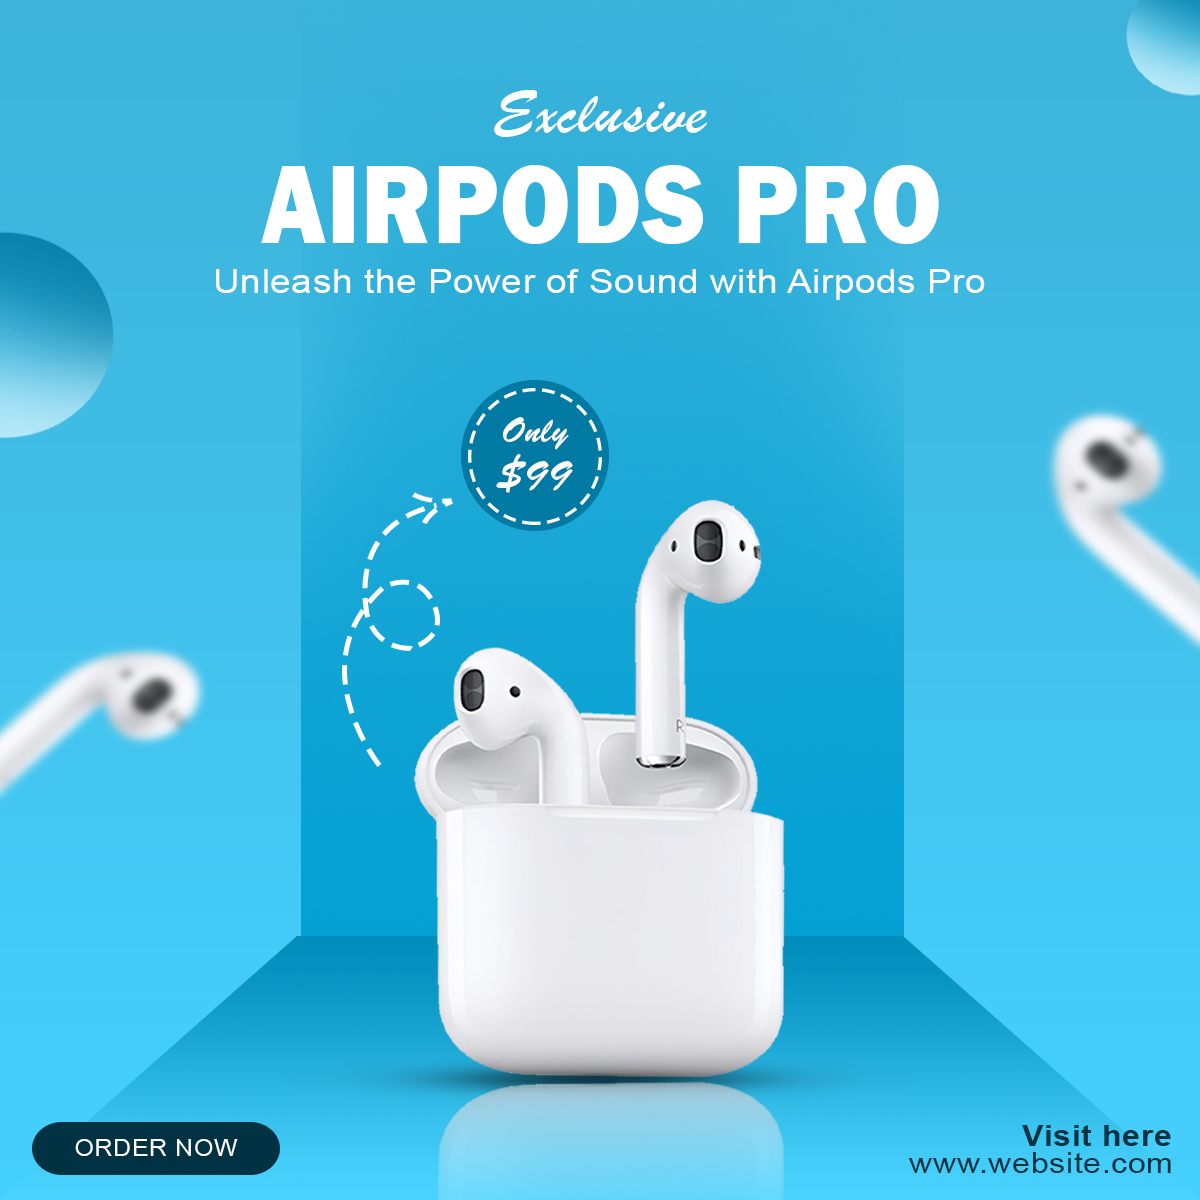 Exclusive
AIRPODS PRO
Unleash the Power of Sound with Airpods Pro
Only
$99
R
ORDER NOW
Visit here
www.website.com